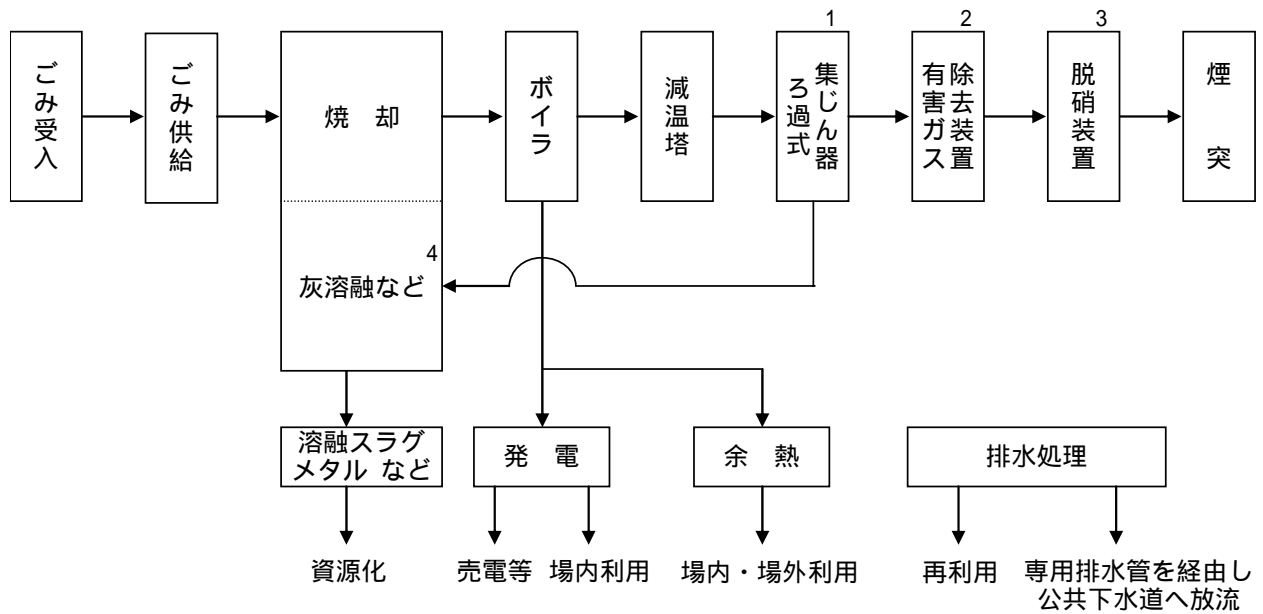 1
2
3
ごみ受入
ごみ供給
焼 却
ボイラ
減温塔
ろ過式
集じん器
有害ガス
除去装置
脱硝装置
煙 突
4
灰溶融など
溶融スラグ
メタル など
発 電
余 熱
排水処理
資源化
売電等
場内利用
場内・場外利用
再利用
専用排水管を経由し
公共下水道へ放流